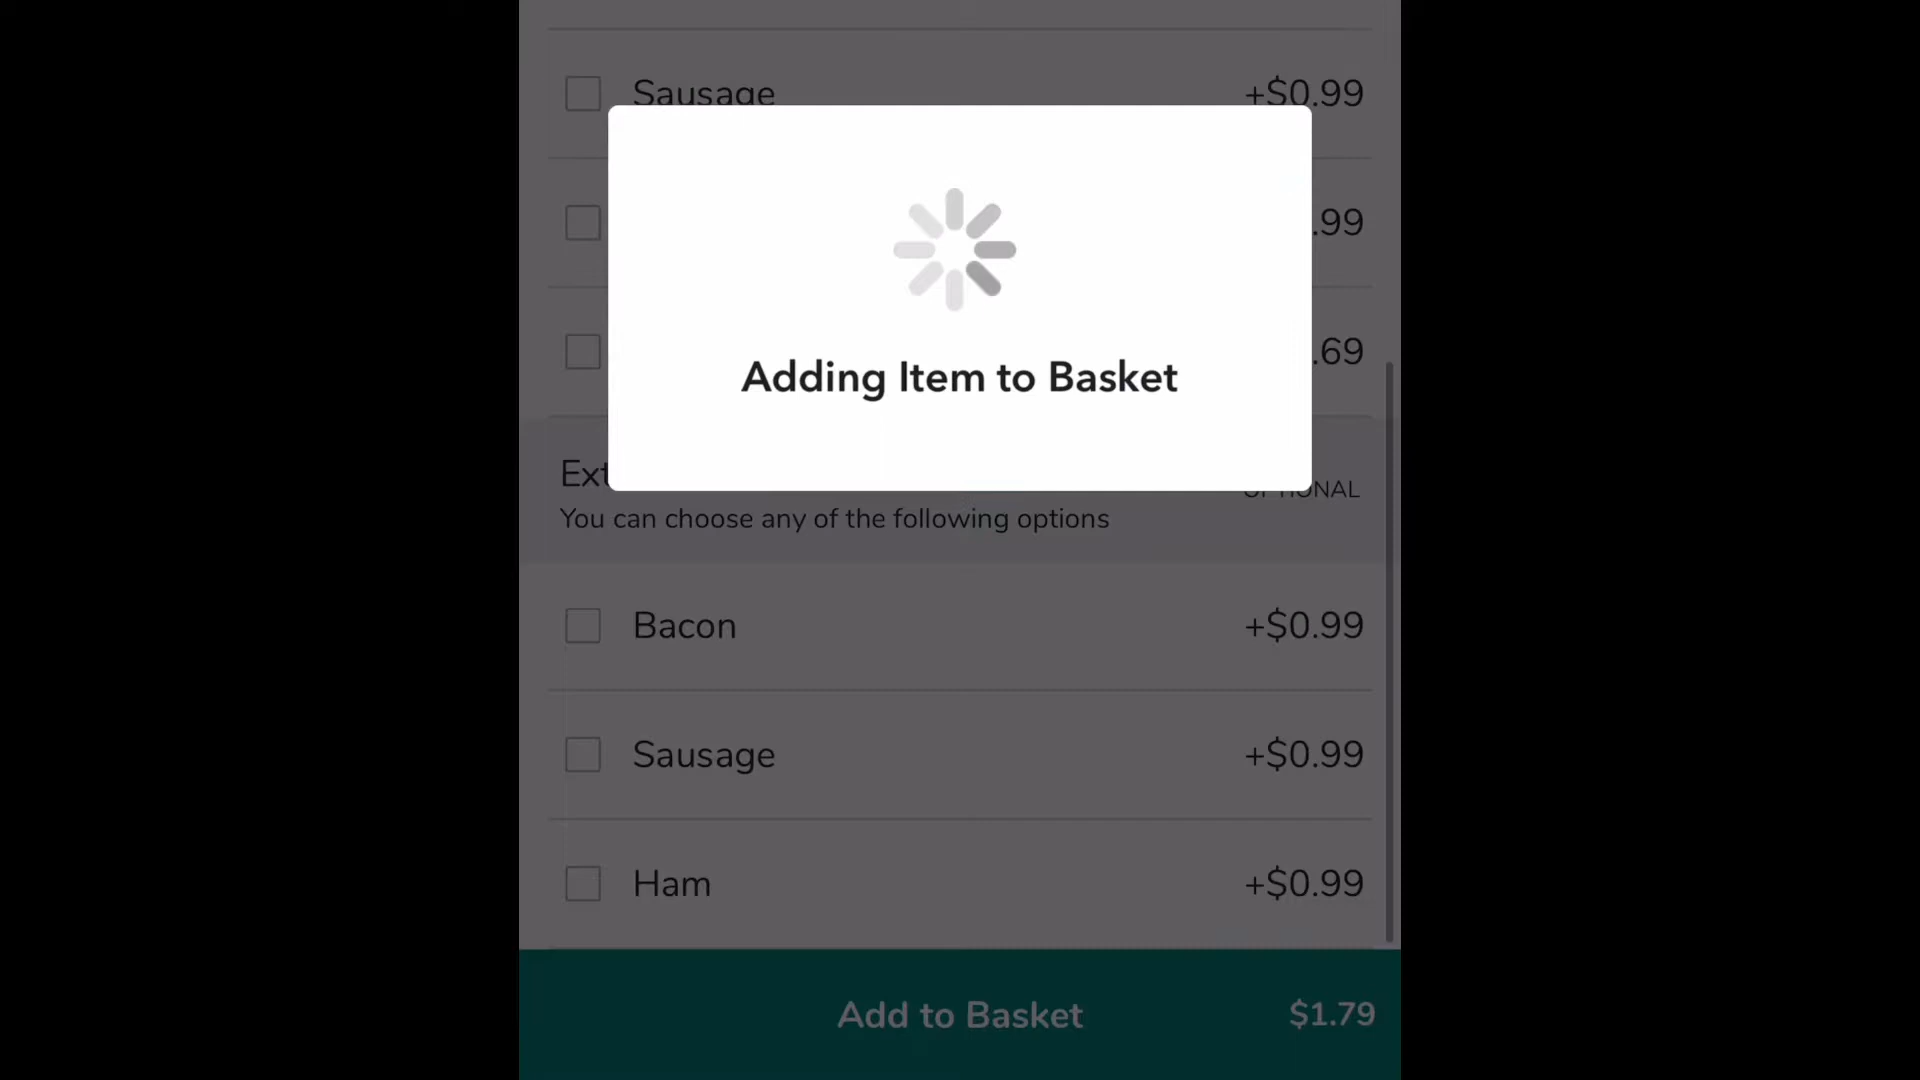 Sausage +$0.99
.99
Adding Item to Basket
.69
Ext
OPTIONAL
You can choose any of the following options
Bacon +$0.99
Sausage +$0.99
Ham +$0.99
Add to Basket $1.79